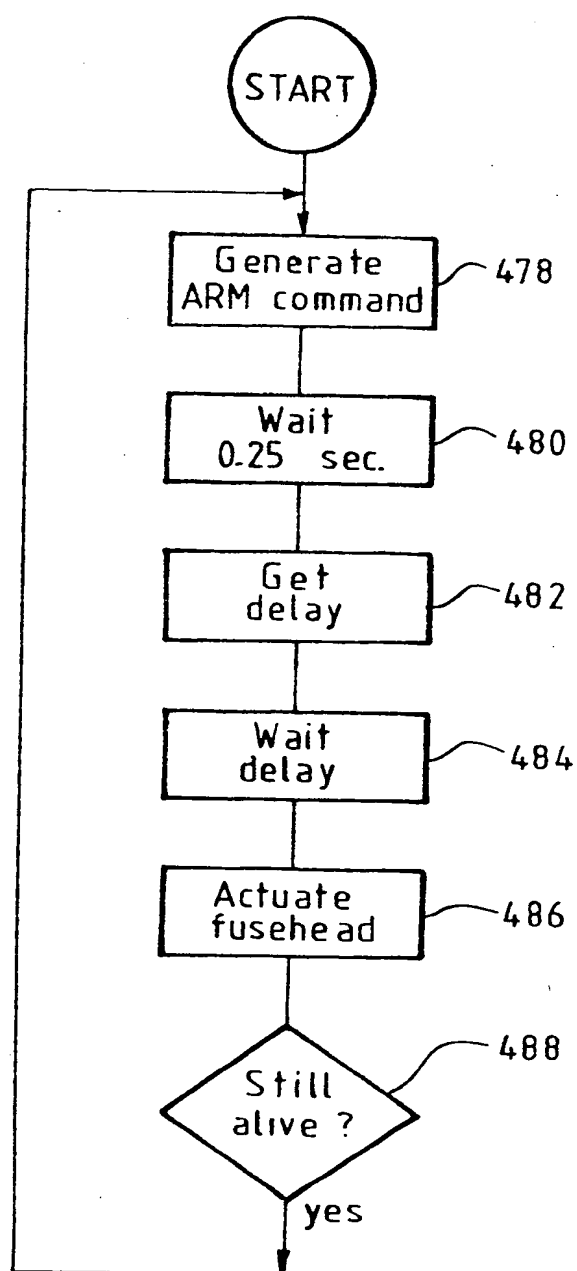 START
Generate
ARM command
478
Wait
0.25 sec.
480
Get
delay
482
Wait
delay
484
Actuate
fusehead
486
488
Still
alive ?
yes